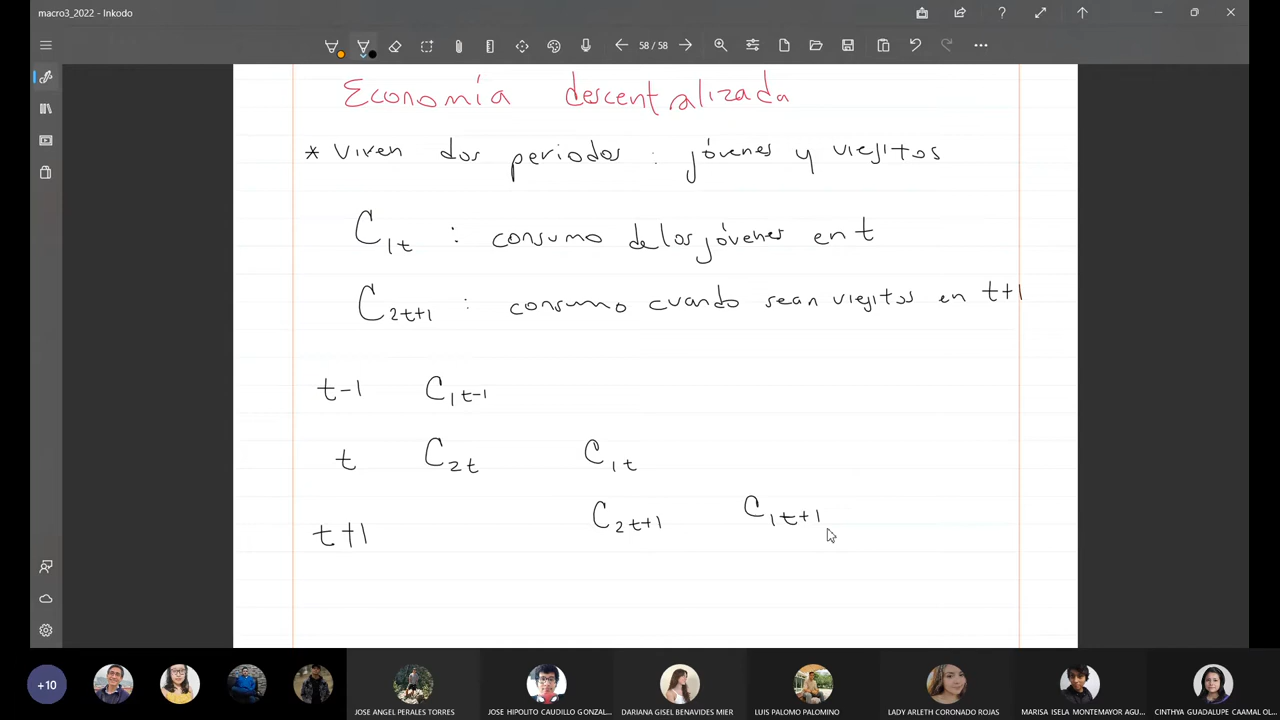 macro3_2022 - Inkodo
58 / 58
Economía descentralizada
* viven dos periodos : jóvenes y viejitos
C1t : consumo de los jóvenes en t
C2t+1 : consumo cuando sean viejitos en t+1
t-1 C1t-1
t C2t C1t
t+1 C2t+1 C1t+1
+10
JOSE ANGEL PERALES TORRES
JOSE HIPOLITO CAUDILLO GONZAL...
DARIANA GISEL BENAVIDES MIER
LUIS PALOMO PALOMINO
LADY ARLETH CORONADO ROJAS
MARISA ISELA MONTEMAYOR AGU...
CINTHYA GUADALUPE CAAMAL OL...